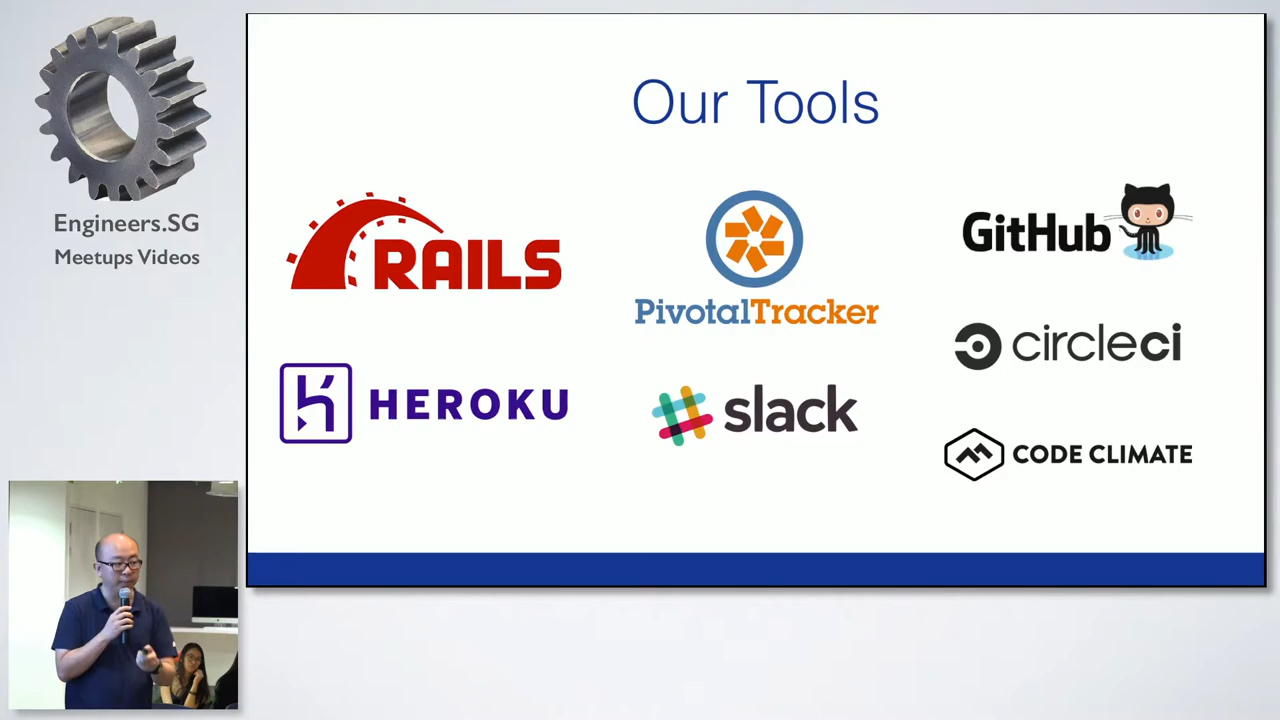 Engineers.SG
Meetups Videos
Our Tools
RAILS
PivotalTracker
GitHub
circleci
HEROKU
slack
CODE CLIMATE